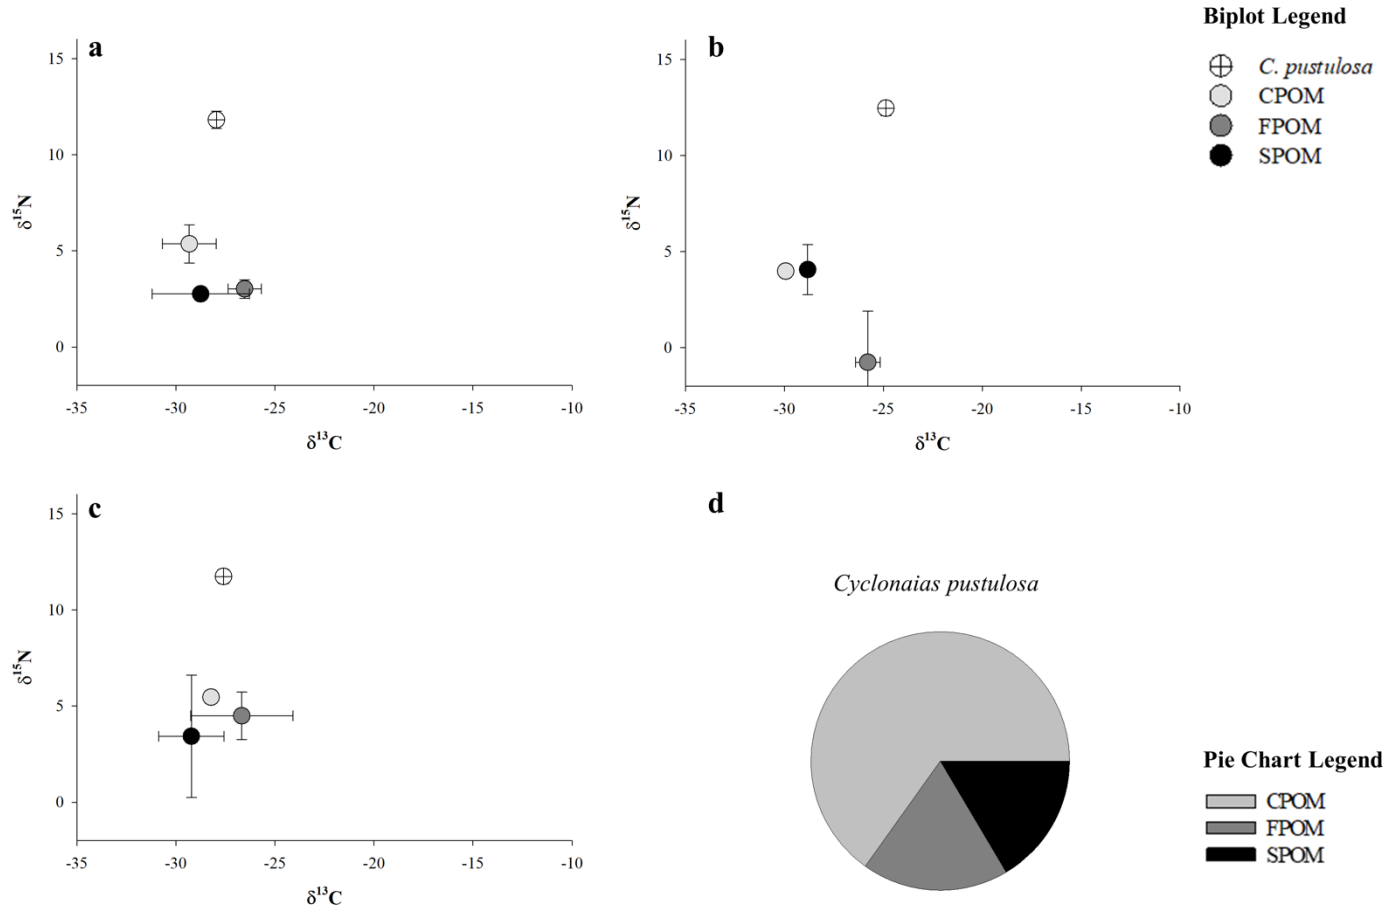 a
15
10
5
0
δ¹⁵N
-35 -30 -25 -20 -15 -10
δ¹³C
b
15
10
5
0
δ¹⁵N
-35 -30 -25 -20 -15 -10
δ¹³C
Biplot Legend
C. pustulosa
CPOM
FPOM
SPOM
c
15
10
5
0
δ¹⁵N
-35 -30 -25 -20 -15 -10
δ¹³C
d
Cyclonaias pustulosa
Pie Chart Legend
CPOM
FPOM
SPOM